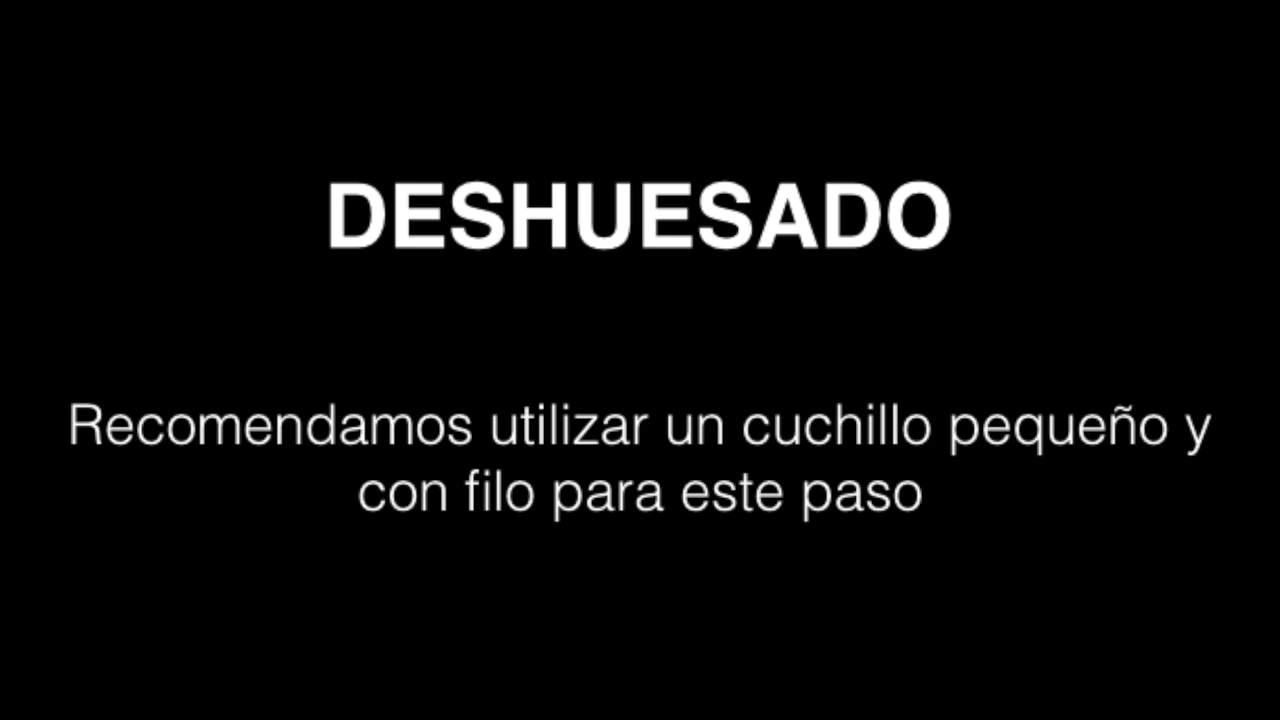 DESHUESADO
Recomendamos utilizar un cuchillo pequeño y
con filo para este paso